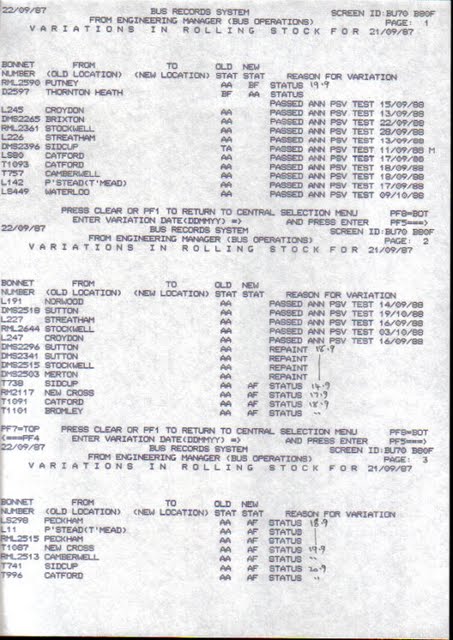 22/09/87 BUS RECORDS SYSTEM SCREEN ID:BU70 B80F
FROM ENGINEERING MANAGER (BUS OPERATIONS) PAGE: 1
VARIATIONS IN ROLLING STOCK FOR 21/09/87
BONNET FROM TO OLD NEW
NUMBER (OLD LOCATION) (NEW LOCATION) STAT STAT REASON FOR VARIATION
RML2590 PUTNEY AA BF STATUS 19.9
D2597 THORNTON HEATH BF AA STATUS
PASSED ANN PSV TEST 15/09/88
L245 CROYDON AA PASSED ANN PSV TEST 13/09/88
DMS2265 BRIXTON AA PASSED ANN PSV TEST 22/09/88
RML2361 STOCKWELL AA PASSED ANN PSV TEST 28/09/88
L226 STREATHAM AA PASSED ANN PSV TEST 13/09/88
DMS2396 SIDCUP TA PASSED ANN PSV TEST 11/09/88 M
LS80 CATFORD AA PASSED ANN PSV TEST 17/09/88
T1093 CATFORD AA PASSED ANN PSV TEST 18/09/88
T757 CAMBERWELL AA PASSED ANN PSV TEST 18/09/88
L142 P'STEAD(T'MEAD) AA PASSED ANN PSV TEST 17/09/88
LS449 WATERLOO AA PASSED ANN PSV TEST 09/10/88
PRESS CLEAR OR PF1 TO RETURN TO CENTRAL SELECTION MENU PF8=BOT
ENTER VARIATION DATE(DDMMYY) =) AND PRESS ENTER PF5===)
22/09/87 BUS RECORDS SYSTEM SCREEN ID:BU70 B80F
FROM ENGINEERING MANAGER (BUS OPERATIONS) PAGE: 2
VARIATIONS IN ROLLING STOCK FOR 21/09/87
BONNET FROM TO OLD NEW
NUMBER (OLD LOCATION) (NEW LOCATION) STAT STAT REASON FOR VARIATION
L191 NORWOOD AA PASSED ANN PSV TEST 14/09/88
DMS2518 SUTTON AA PASSED ANN PSV TEST 19/10/88
L227 STREATHAM AA PASSED ANN PSV TEST 16/09/88
RML2644 STOCKWELL AA PASSED ANN PSV TEST 03/10/88
L247 CROYDON AA PASSED ANN PSV TEST 16/09/88
DMS2296 SUTTON AA REPAINT 18.9
DMS2341 SUTTON AA REPAINT
DMS2515 STOCKWELL AA REPAINT
DMS2503 MERTON AA REPAINT
T738 SIDCUP AA AF STATUS 14.9
RM2117 NEW CROSS AA AF STATUS 17.9
T1091 CATFORD AA AF STATUS 18.9
T1101 BROMLEY AA AF STATUS "
PF7=TOP PRESS CLEAR OR PF1 TO RETURN TO CENTRAL SELECTION MENU PF8=BOT
(===PF4 ENTER VARIATION DATE(DDMMYY) =) AND PRESS ENTER PF5===)
22/09/87 BUS RECORDS SYSTEM SCREEN ID:BU70 B80F
FROM ENGINEERING MANAGER (BUS OPERATIONS) PAGE: 3
VARIATIONS IN ROLLING STOCK FOR 21/09/87
BONNET FROM TO OLD NEW
NUMBER (OLD LOCATION) (NEW LOCATION) STAT STAT REASON FOR VARIATION
LS298 PECKHAM AA AF STATUS 18.9
L11 P'STEAD(T'MEAD) AA AF STATUS
RML2515 PECKHAM AA AF STATUS
T1087 NEW CROSS AA AF STATUS 19.9
RML2513 CAMBERWELL AA AF STATUS "
T741 SIDCUP AA AF STATUS 20.9
T996 CATFORD AA AF STATUS "